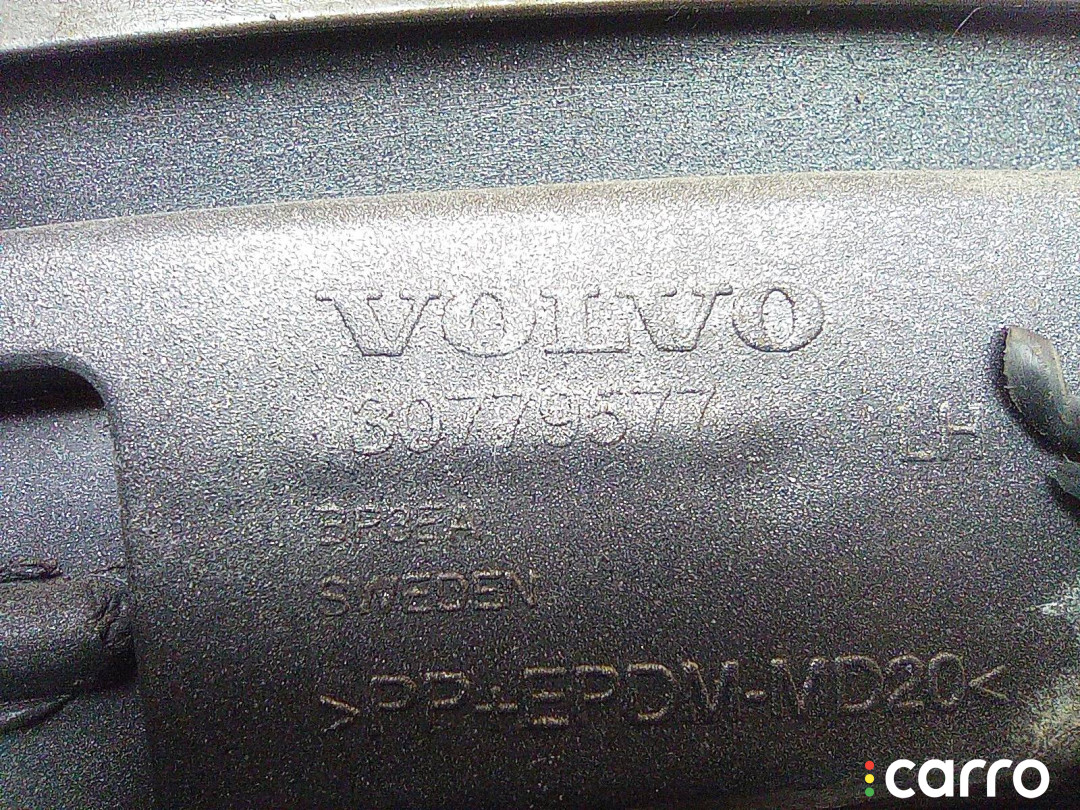 VOLVO
30779577
LH
BP3EA
SWEDEN
>PP+EPDM-MD20<
carro